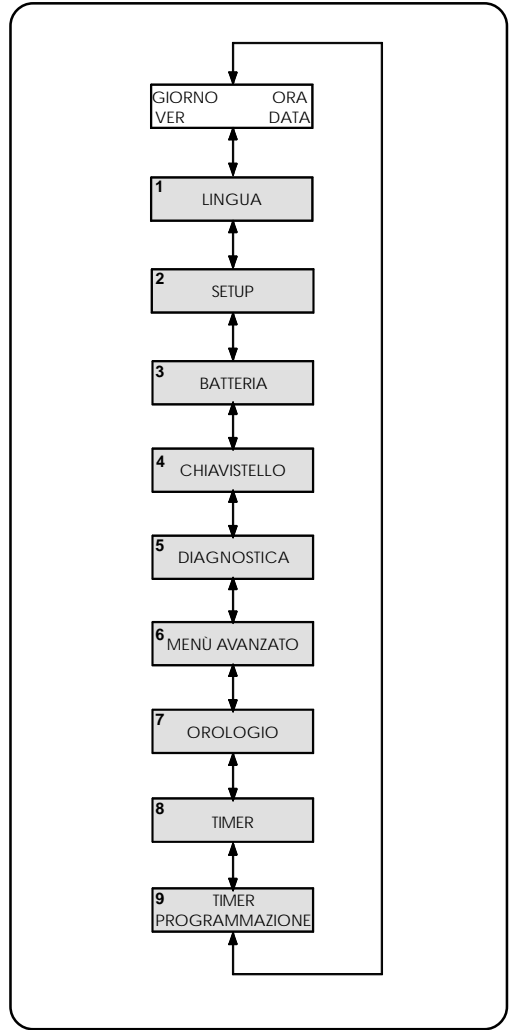 GIORNO ORA
VER DATA
1
LINGUA
2
SETUP
3
BATTERIA
4
CHIAVISTELLO
5
DIAGNOSTICA
6
MENÙ AVANZATO
7
OROLOGIO
8
TIMER
9
TIMER
PROGRAMMAZIONE